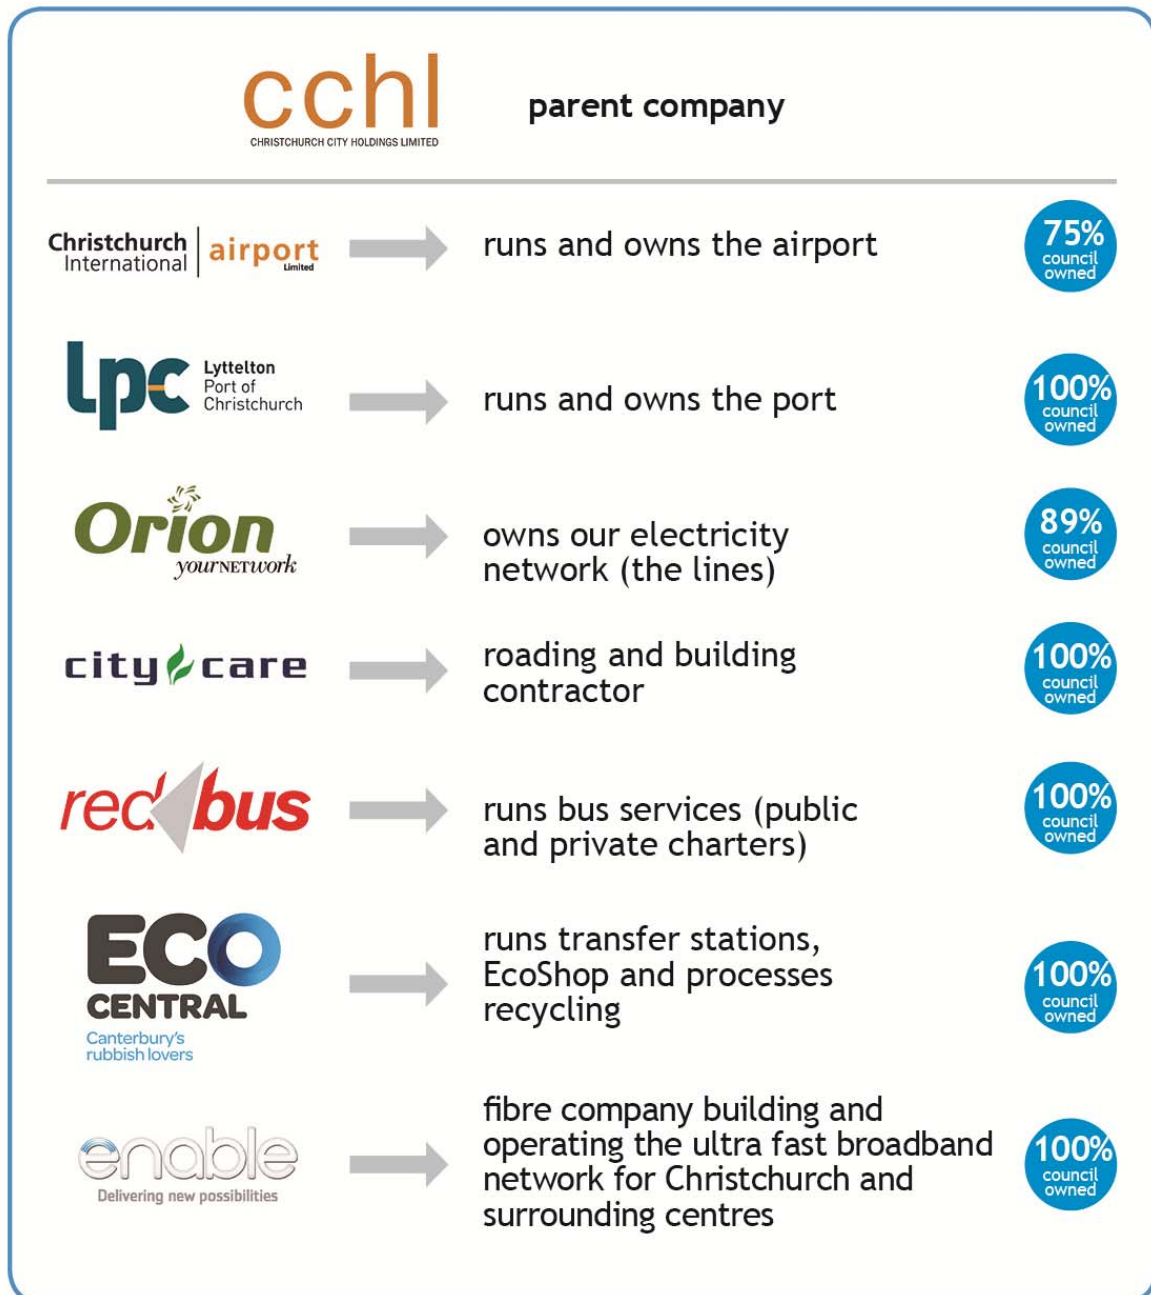 cchl
CHRISTCHURCH CITY HOLDINGS LIMITED
parent company
Christchurch
International
airport
Limited
runs and owns the airport
75%
council
owned
lpc
Lyttelton
Port of
Christchurch
runs and owns the port
100%
council
owned
Orion
yourNETwork
owns our electricity
network (the lines)
89%
council
owned
city care
roading and building
contractor
100%
council
owned
red bus
runs bus services (public
and private charters)
100%
council
owned
ECO
CENTRAL
Canterbury's
rubbish lovers
runs transfer stations,
EcoShop and processes
recycling
100%
council
owned
enable
Delivering new possibilities
fibre company building and
operating the ultra fast broadband
network for Christchurch and
surrounding centres
100%
council
owned